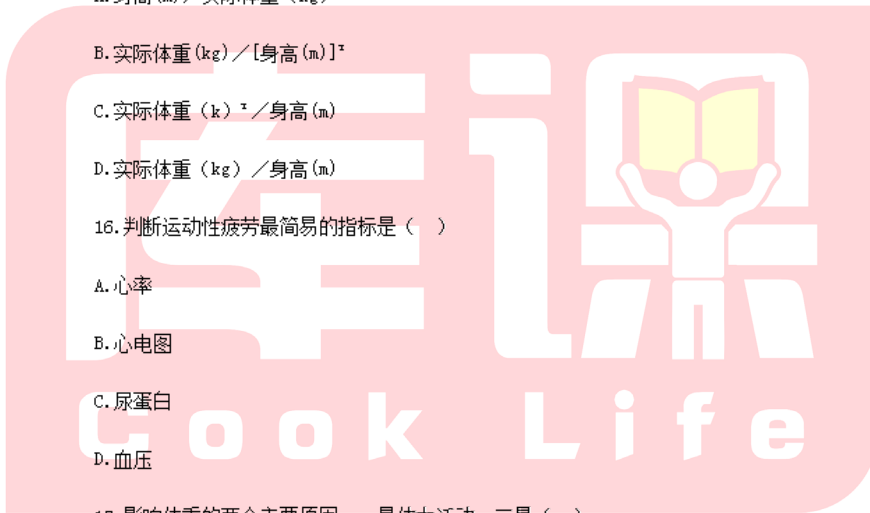 B.实际体重(kg)／[身高(m)]²
C.实际体重（k）²／身高(m)
D.实际体重（kg）／身高(m)
16.判断运动性疲劳最简易的指标是（ ）
A.心率
B.心电图
C.尿蛋白
D.血压
库课
Cook Life